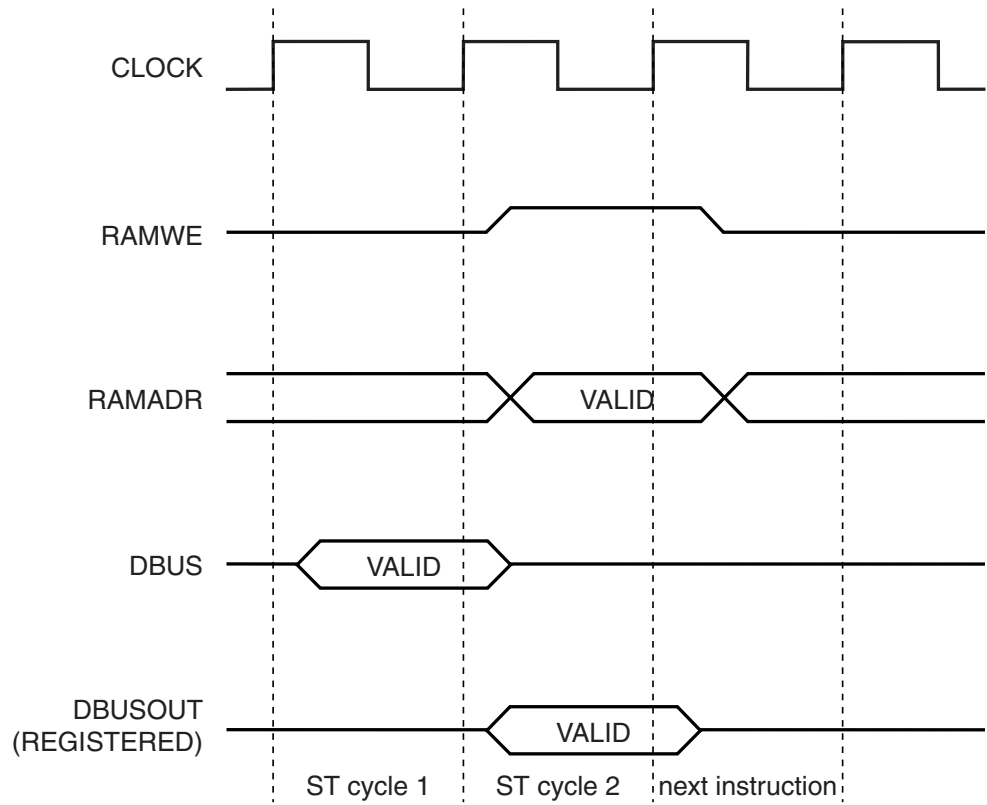 CLOCK
RAMWE
RAMADR
VALID
DBUS
VALID
DBUSOUT
(REGISTERED)
VALID
ST cycle 1
ST cycle 2
next instruction